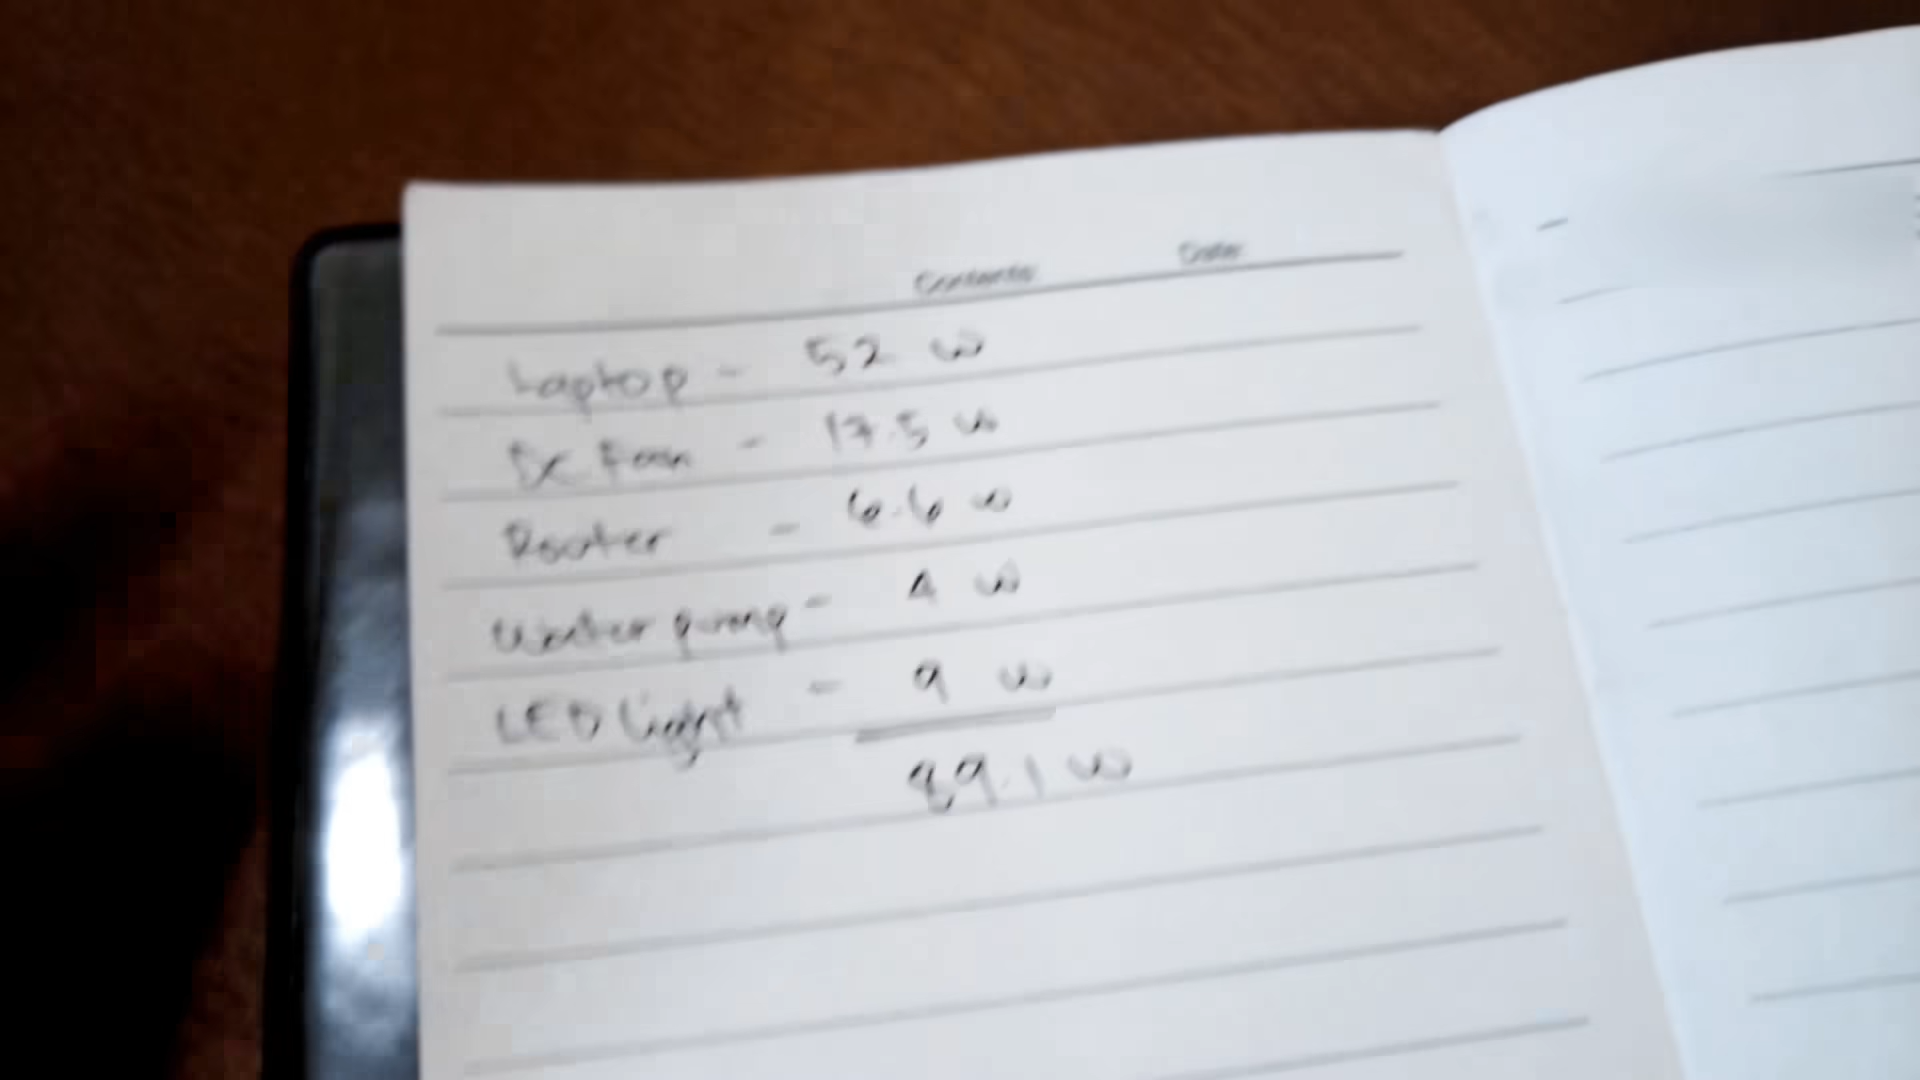 Contents: Date:
Laptop - 52 W
DC Fan - 17.5 W
Router - 6.6 W
Water pump - 4 W
LED Light - 9 W
89.1 W